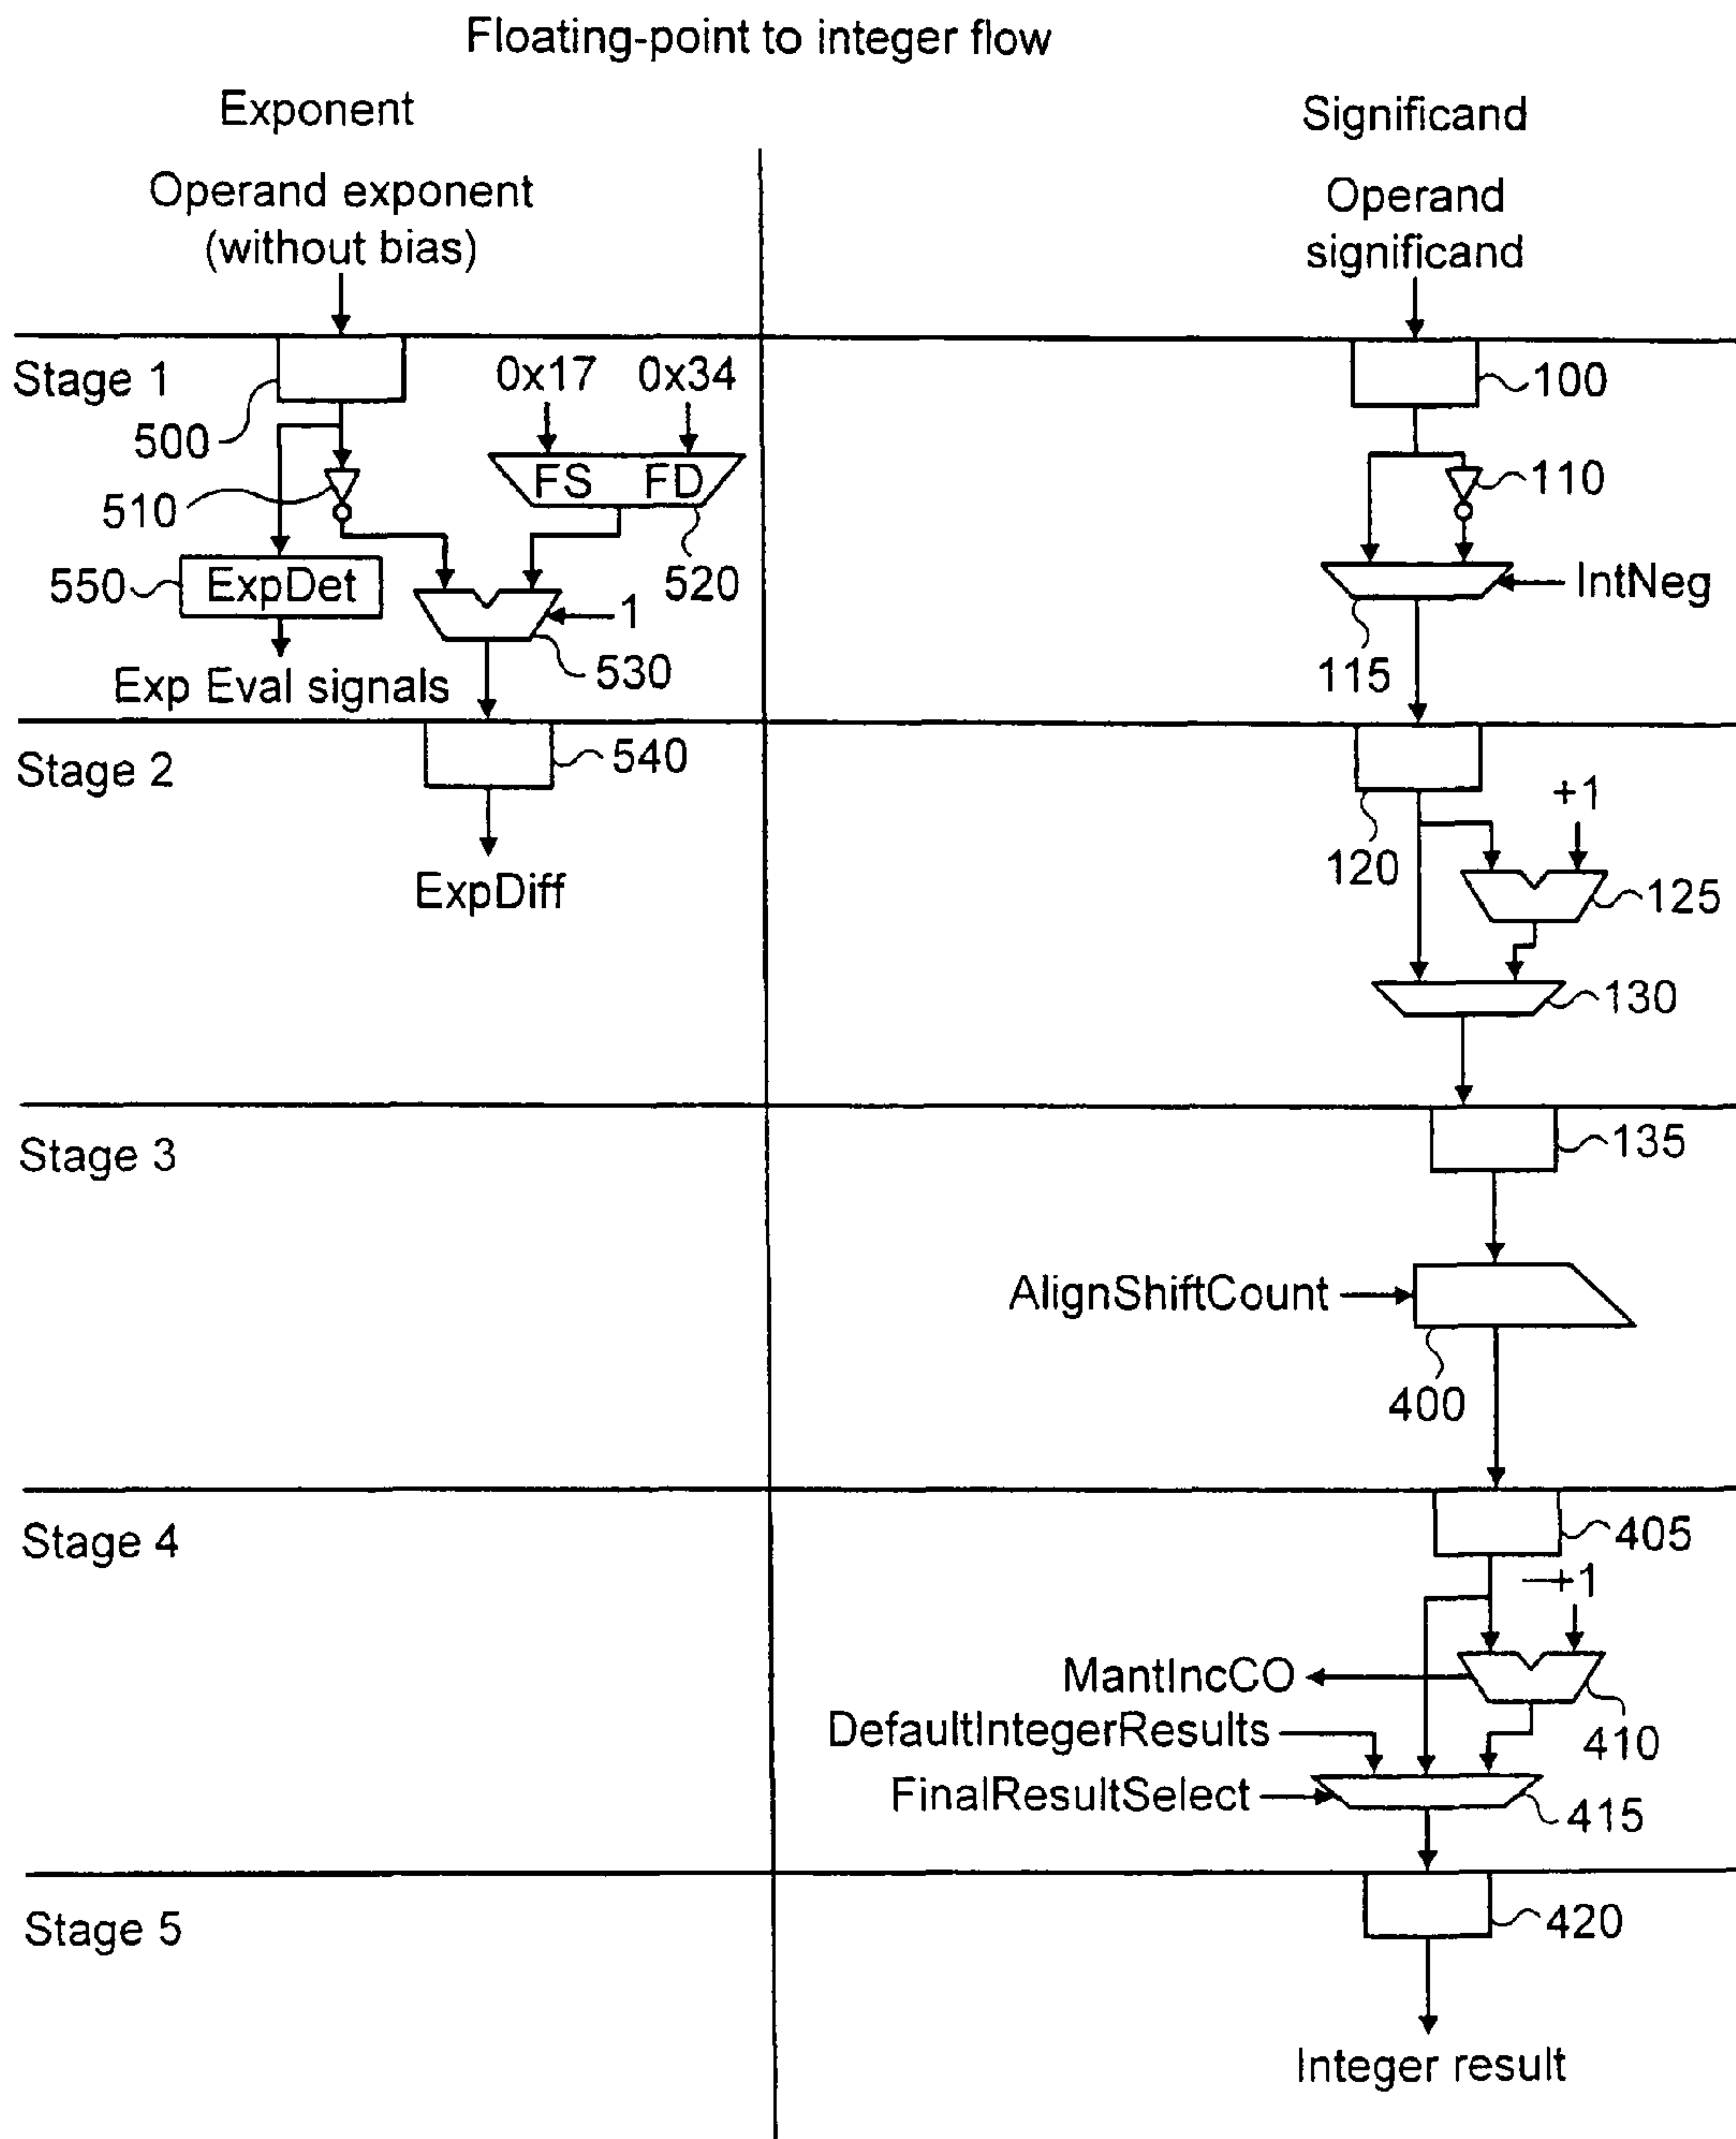 Floating-point to integer flow
Exponent
Significand
Operand exponent
(without bias)
Operand
significand
Stage 1
0x17
0x34
100
500
FS
FD
110
510
550
ExpDet
520
IntNeg
1
530
115
Exp Eval signals
Stage 2
540
+1
120
125
ExpDiff
130
Stage 3
135
AlignShiftCount
400
Stage 4
405
+1
MantIncCO
DefaultIntegerResults
410
FinalResultSelect
415
Stage 5
420
Integer result